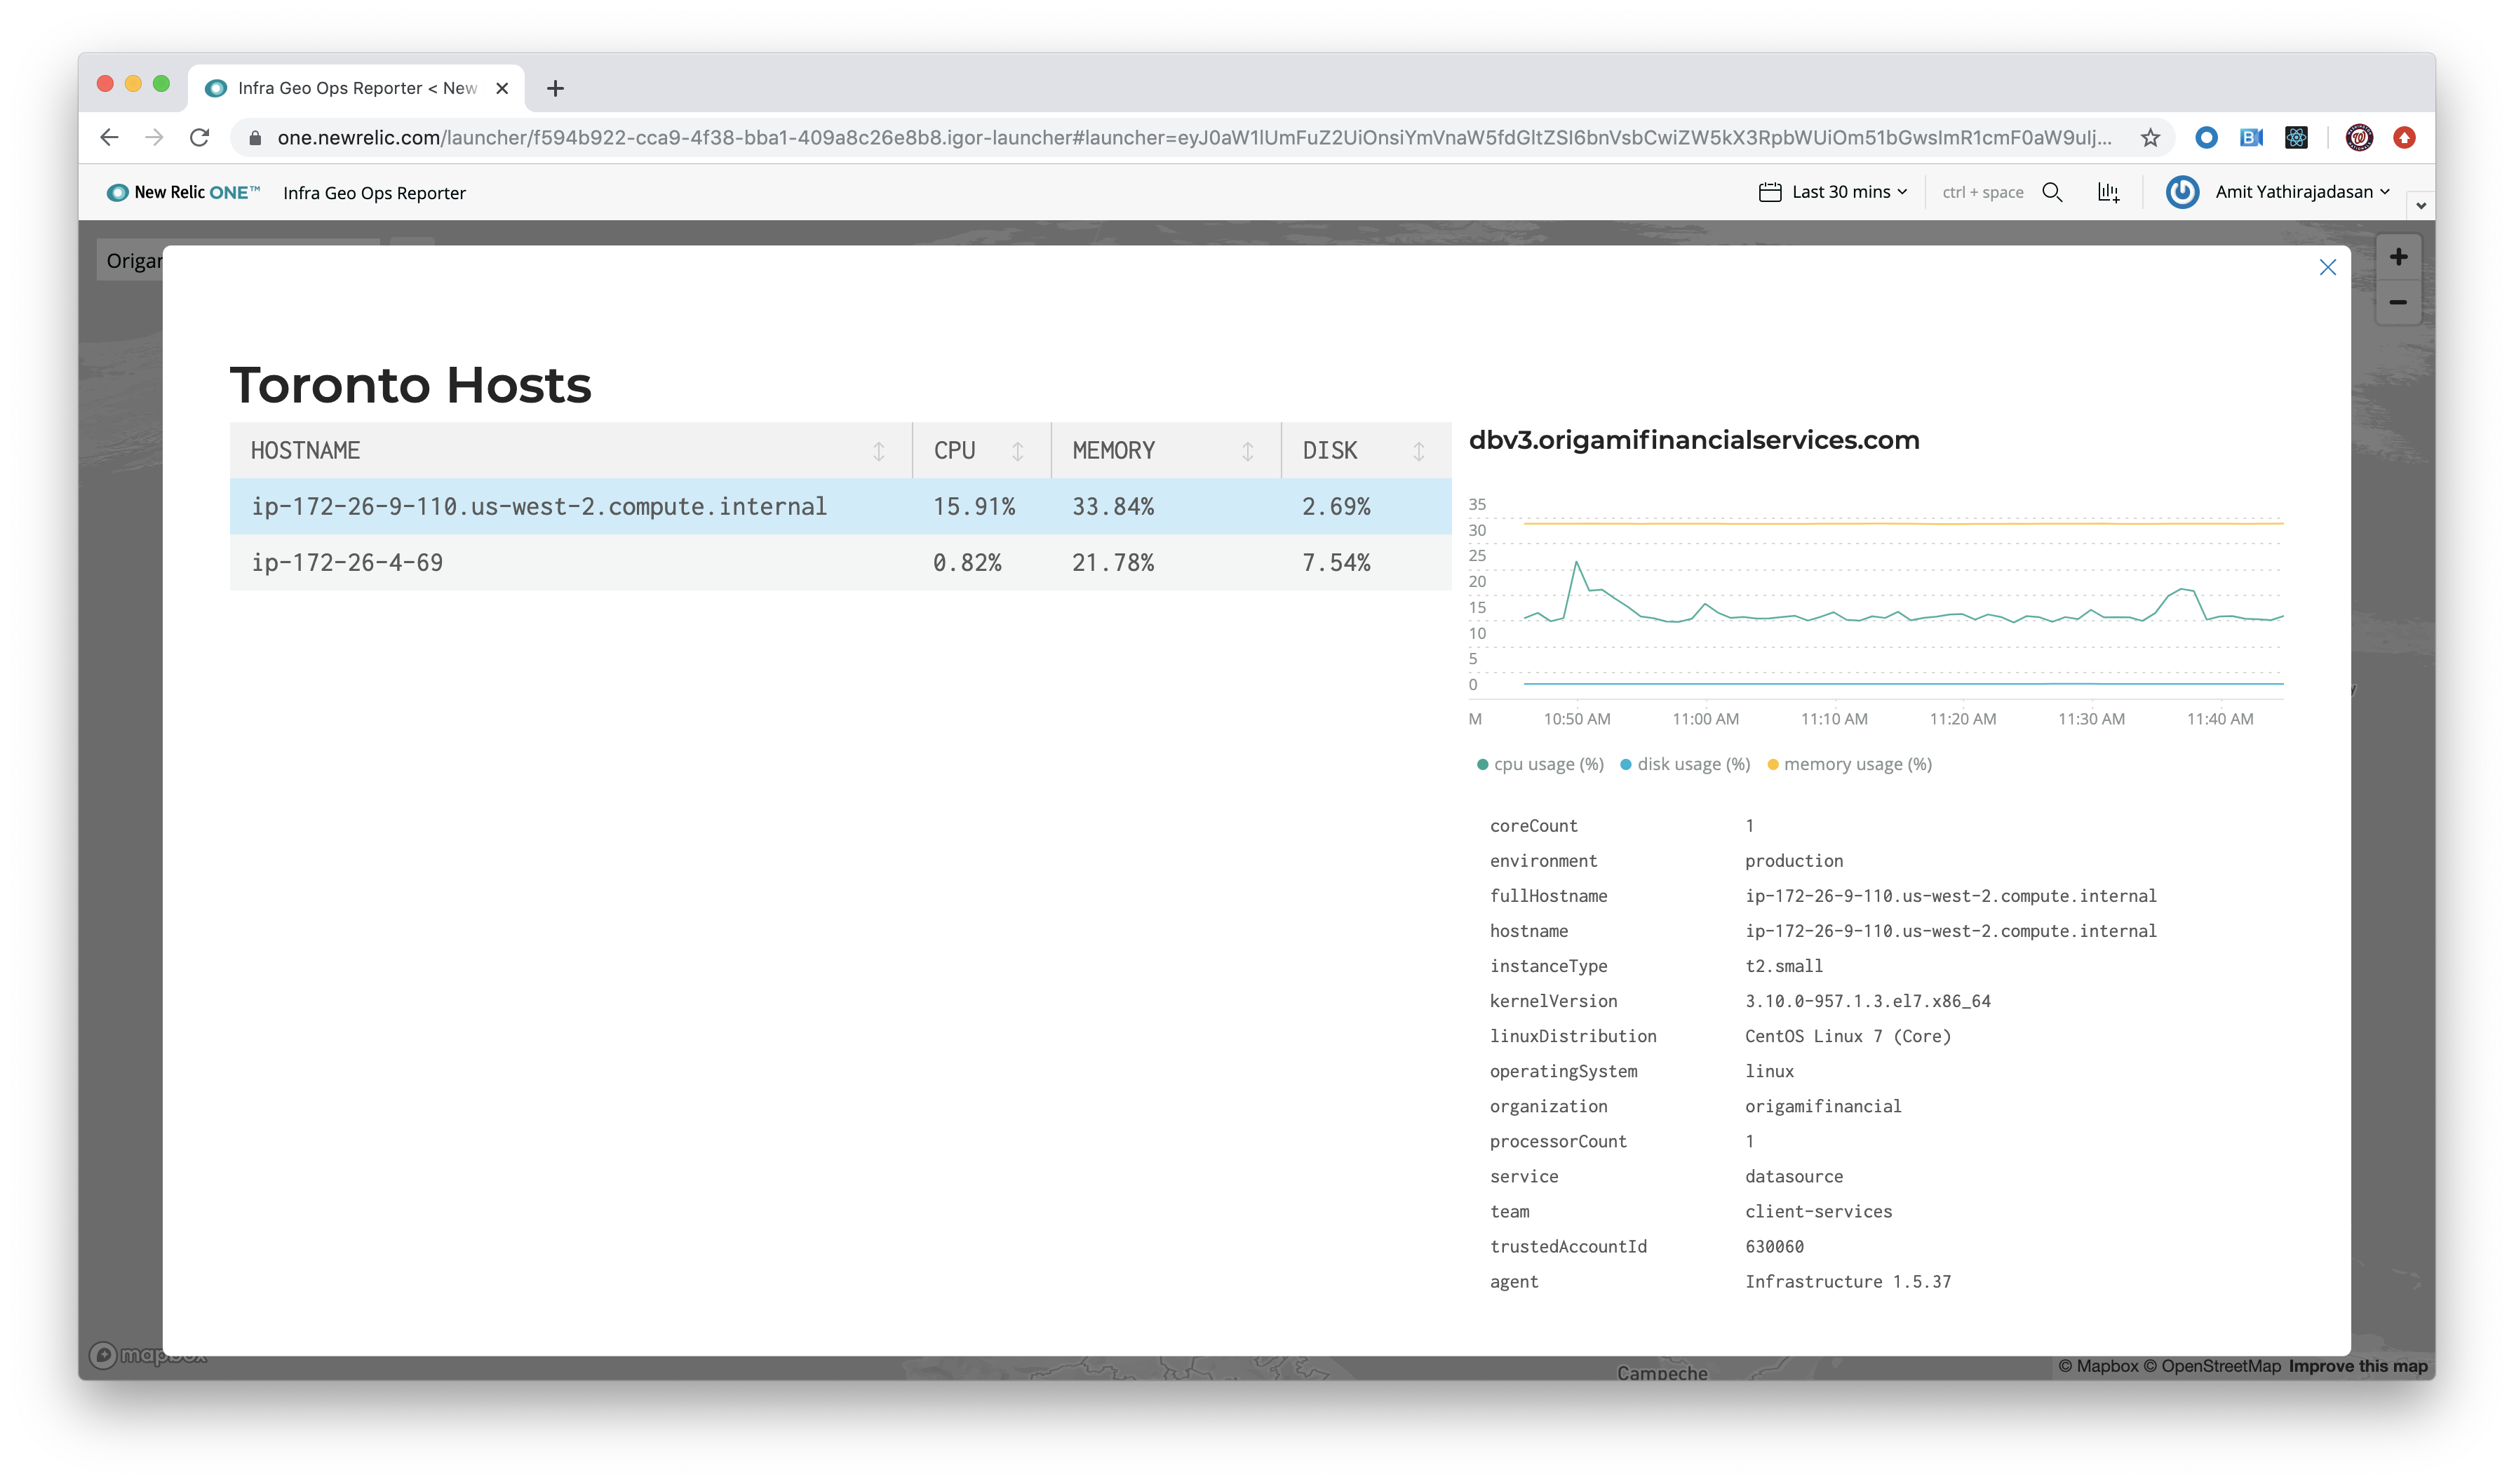 Infra Geo Ops Reporter < New
one.newrelic.com/launcher/f594b922-cca9-4f38-bba1-409a8c26e8b8.igor-launcher#launcher=eyJ0aW1lUmFuZ2UiOnsiYmVnaW5fdGltZSI6bnVsbCwiZW5kX3RpbWUiOm51bGwsImR1cmF0aW9uIj...
New Relic ONE™ Infra Geo Ops Reporter Last 30 mins ctrl + space Amit Yathirajadasan
Origam
Toronto Hosts
HOSTNAME CPU MEMORY DISK
ip-172-26-9-110.us-west-2.compute.internal 15.91% 33.84% 2.69%
ip-172-26-4-69 0.82% 21.78% 7.54%
dbv3.origamifinancialservices.com
35
30
25
20
15
10
5
0
M 10:50 AM 11:00 AM 11:10 AM 11:20 AM 11:30 AM 11:40 AM
cpu usage (%) disk usage (%) memory usage (%)
coreCount 1
environment production
fullHostname ip-172-26-9-110.us-west-2.compute.internal
hostname ip-172-26-9-110.us-west-2.compute.internal
instanceType t2.small
kernelVersion 3.10.0-957.1.3.el7.x86_64
linuxDistribution CentOS Linux 7 (Core)
operatingSystem linux
organization origamifinancial
processorCount 1
service datasource
team client-services
trustedAccountId 630060
agent Infrastructure 1.5.37
mapbox
Campeche
© Mapbox © OpenStreetMap Improve this map